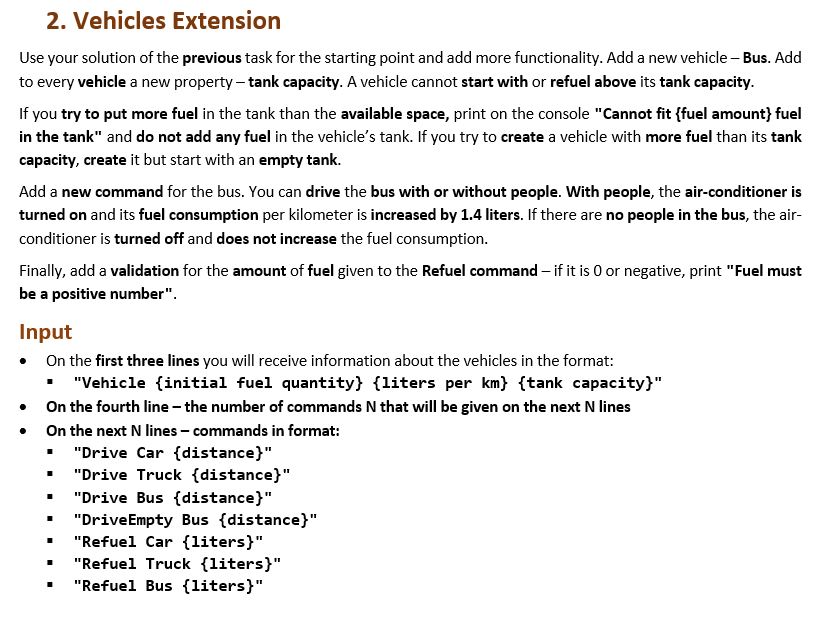 2. Vehicles Extension
Use your solution of the previous task for the starting point and add more functionality. Add a new vehicle – Bus. Add
to every vehicle a new property – tank capacity. A vehicle cannot start with or refuel above its tank capacity.
If you try to put more fuel in the tank than the available space, print on the console "Cannot fit {fuel amount} fuel
in the tank" and do not add any fuel in the vehicle's tank. If you try to create a vehicle with more fuel than its tank
capacity, create it but start with an empty tank.
Add a new command for the bus. You can drive the bus with or without people. With people, the air-conditioner is
turned on and its fuel consumption per kilometer is increased by 1.4 liters. If there are no people in the bus, the air-
conditioner is turned off and does not increase the fuel consumption.
Finally, add a validation for the amount of fuel given to the Refuel command – if it is 0 or negative, print "Fuel must
be a positive number".
Input
• On the first three lines you will receive information about the vehicles in the format:
▪ "Vehicle {initial fuel quantity} {liters per km} {tank capacity}"
• On the fourth line – the number of commands N that will be given on the next N lines
• On the next N lines – commands in format:
▪ "Drive Car {distance}"
▪ "Drive Truck {distance}"
▪ "Drive Bus {distance}"
▪ "DriveEmpty Bus {distance}"
▪ "Refuel Car {liters}"
▪ "Refuel Truck {liters}"
▪ "Refuel Bus {liters}"